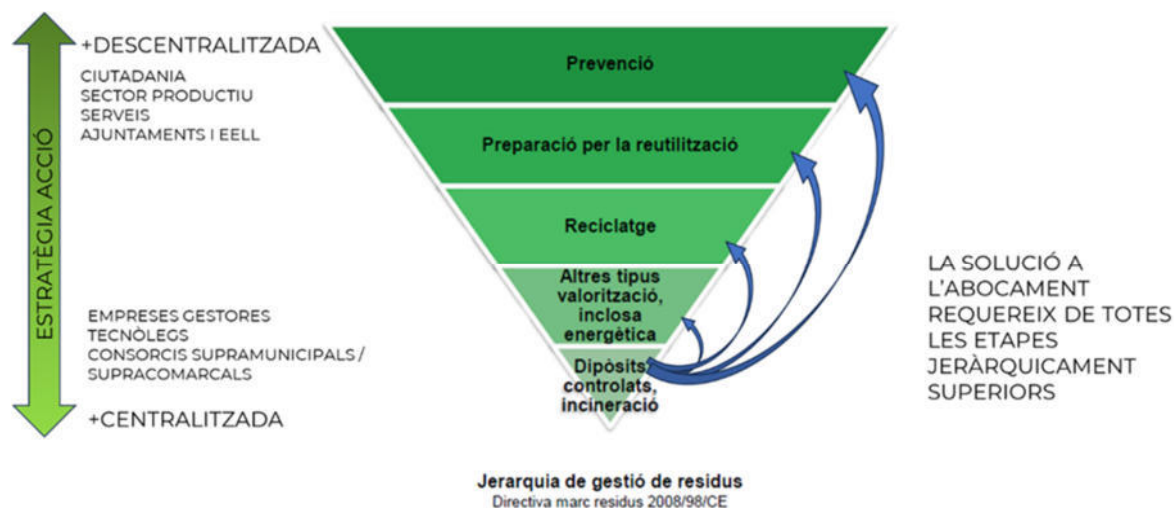 +DESCENTRALITZADA
CIUTADANIA
SECTOR PRODUCTIU
SERVEIS
AJUNTAMENTS I EELL
ESTRATÈGIA ACCIÓ
EMPRESES GESTORES
TECNÒLEGS
CONSORCIS SUPRAMUNICIPALS /
SUPRACOMARCALS
+CENTRALITZADA
Prevenció
Preparació per la reutilització
Reciclatge
Altres tipus
valorització,
inclosa
energètica
Dipòsits
controlats,
incineració
LA SOLUCIÓ A
L'ABOCAMENT
REQUEREIX DE TOTES
LES ETAPES
JERÀRQUICAMENT
SUPERIORS
Jerarquia de gestió de residus
Directiva marc residus 2008/98/CE